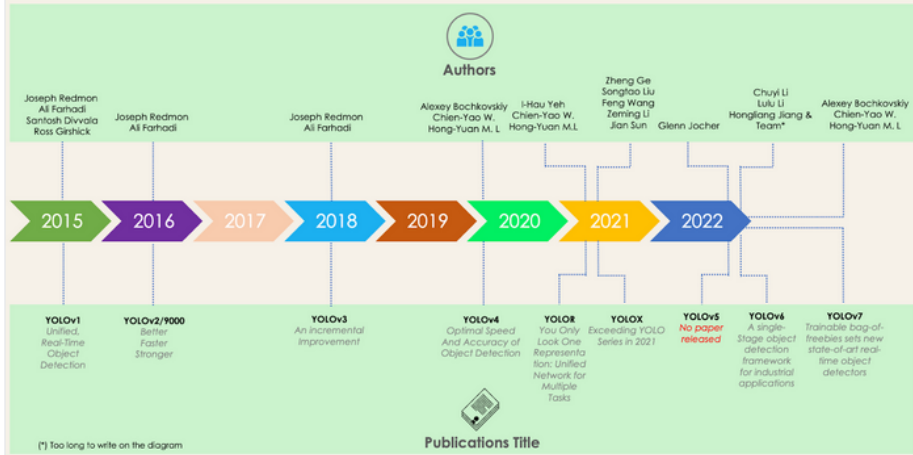 Authors
Joseph Redmon
Ali Farhadi
Santosh Divvala
Ross Girshick
Joseph Redmon
Ali Farhadi
Joseph Redmon
Ali Farhadi
Alexey Bochkovskiy
Chien-Yao W.
Hong-Yuan M. L
I-Hau Yeh
Chien-Yao W.
Hong-Yuan M.L
Zheng Ge
Songtao Liu
Feng Wang
Zeming Li
Jian Sun
Glenn Jocher
Chuyi Li
Lulu Li
Hongliang Jiang &
Team*
Alexey Bochkovskiy
Chien-Yao W.
Hong-Yuan M. L
2015
2016
2017
2018
2019
2020
2021
2022
YOLOv1
Unified,
Real-Time
Object
Detection
YOLOv2/9000
Better
Faster
Stronger
YOLOv3
An incremental
Improvement
YOLOv4
Optimal Speed
And Accuracy of
Object Detection
YOLOR
You Only
Look One
Representa-
tion: Unified
Network for
Multiple
Tasks
YOLOX
Exceeding YOLO
Series in 2021
YOLOv5
No paper
released
YOLOv6
A single-
Stage object
detection
framework
for industrial
applications
YOLOv7
Trainable bag-of-
freebies sets new
state-of-art real-
time object
detectors
(*) Too long to write on the diagram
Publications Title